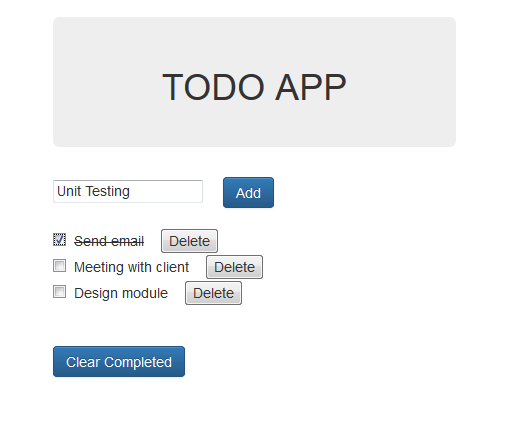 TODO APP
Unit Testing Add
Send email Delete
Meeting with client Delete
Design module Delete
Clear Completed